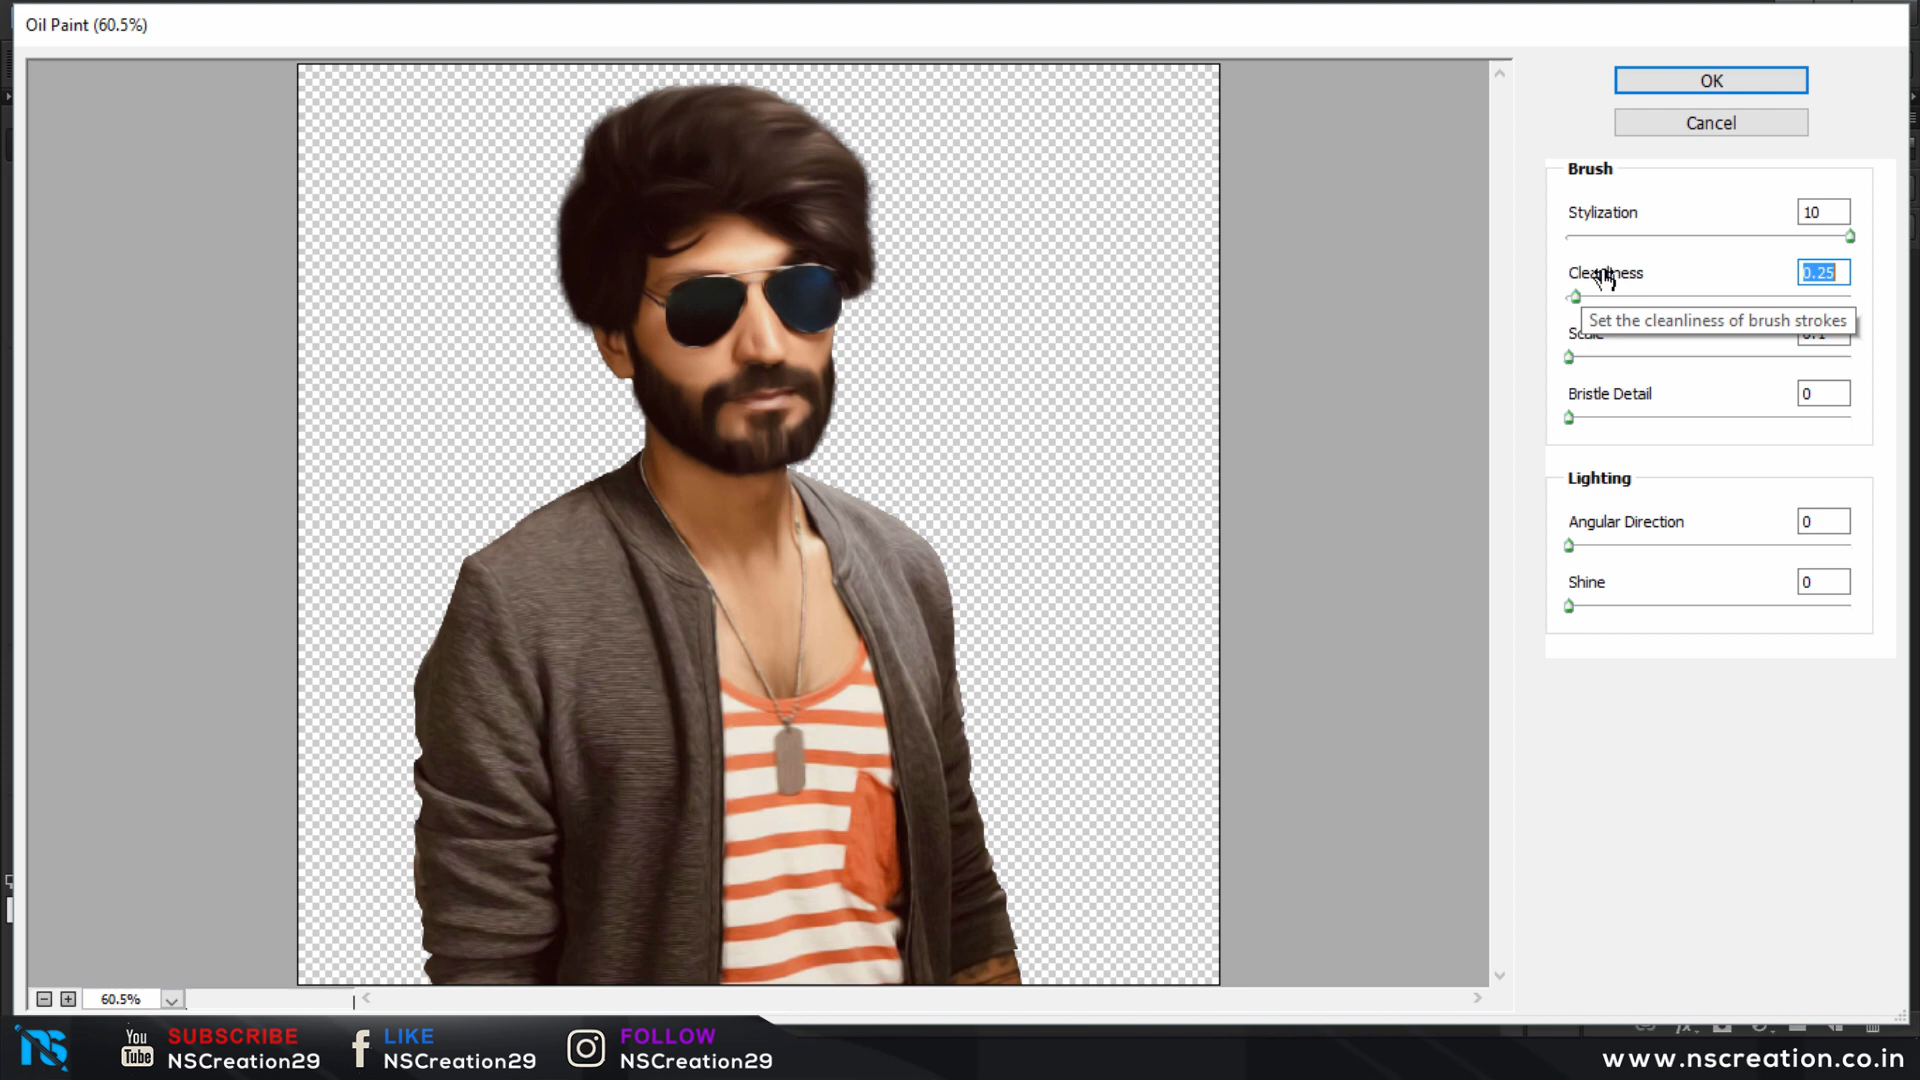 Oil Paint (60.5%)
OK
Cancel
Brush
Stylization 10
Cleanliness 0.25
Set the cleanliness of brush strokes
Bristle Detail 0
Lighting
Angular Direction 0
Shine 0
60.5%
NS
You Tube
SUBSCRIBE
NSCreation29
f
LIKE
NSCreation29
FOLLOW
NSCreation29
www.nscreation.co.in